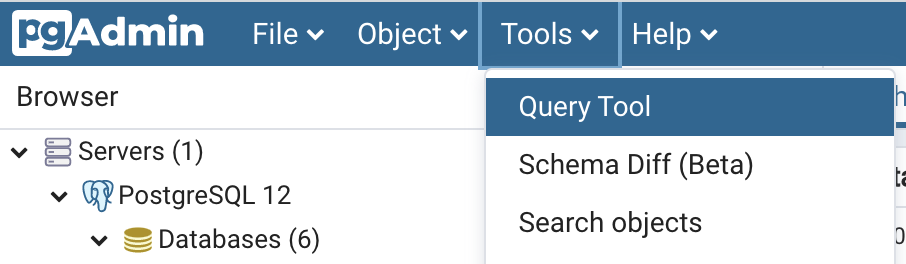 pgAdmin File Object Tools Help
Browser
Query Tool
Servers (1)
Schema Diff (Beta)
PostgreSQL 12
Search objects
Databases (6)